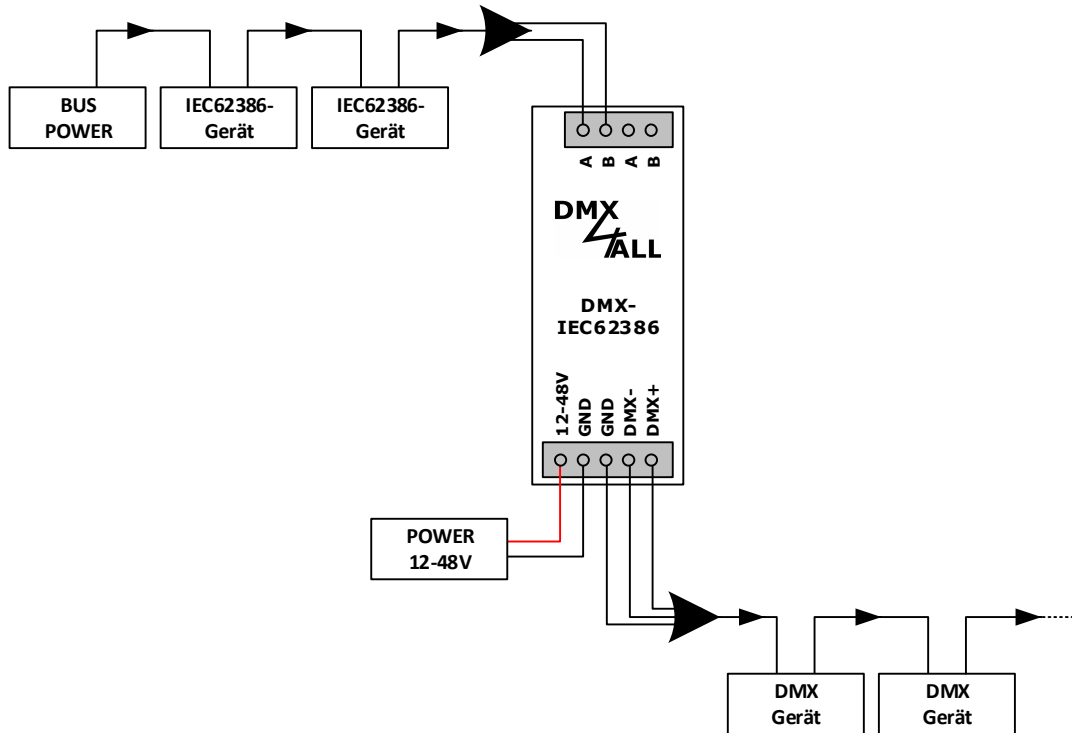 BUS
POWER
IEC62386-
Gerät
IEC62386-
Gerät
A
B
A
B
DMX
4
ALL
DMX-
IEC62386
12-48V
GND
GND
DMX-
DMX+
POWER
12-48V
DMX
Gerät
DMX
Gerät